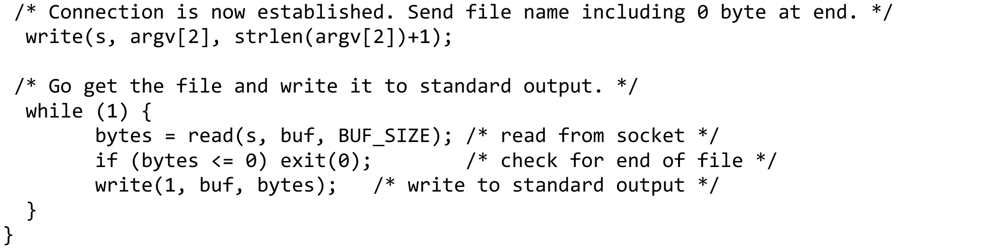 /* Connection is now established. Send file name including 0 byte at end. */
write(s, argv[2], strlen(argv[2])+1);
/* Go get the file and write it to standard output. */
while (1) {
bytes = read(s, buf, BUF_SIZE); /* read from socket */
if (bytes <= 0) exit(0); /* check for end of file */
write(1, buf, bytes); /* write to standard output */
}
}